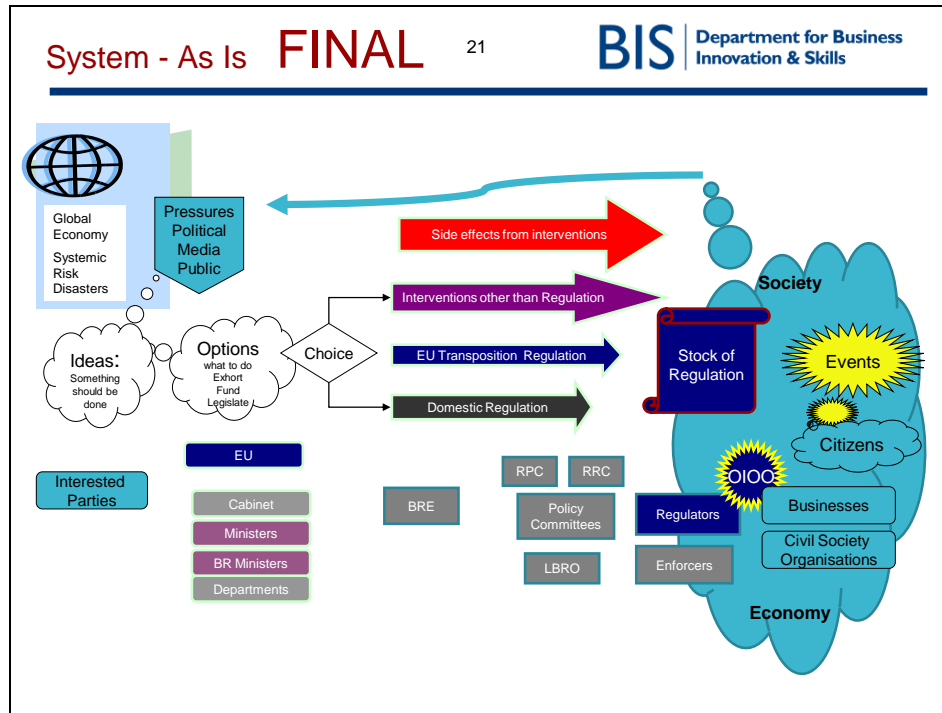 System - As Is FINAL
21
BIS
Department for Business
Innovation & Skills
Global
Economy
Systemic
Risk
Disasters
Pressures
Political
Media
Public
Side effects from interventions
Interventions other than Regulation
EU Transposition Regulation
Domestic Regulation
Ideas:
Something
should be
done
Options
what to do
Exhort
Fund
Legislate
Choice
Society
Stock of
Regulation
Events
Citizens
OIOO
Businesses
Civil Society
Organisations
Economy
Interested
Parties
EU
Cabinet
Ministers
BR Ministers
Departments
BRE
RPC
RRC
Policy
Committees
LBRO
Regulators
Enforcers